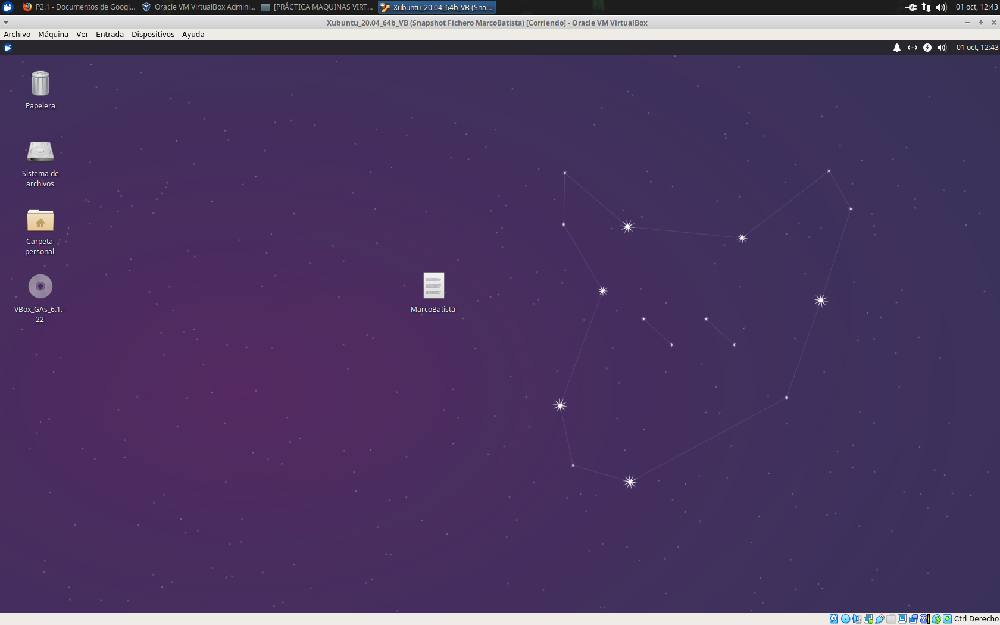 P2.1 - Documentos de Googl...
Oracle VM VirtualBox Admini...
[PRÁCTICA MAQUINAS VIRT...
Xubuntu_20.04_64b_VB (Sna...
01 oct, 12:43
Xubuntu_20.04_64b_VB (Snapshot Fichero MarcoBatista) [Corriendo] - Oracle VM VirtualBox
Archivo Máquina Ver Entrada Dispositivos Ayuda
01 oct, 12:43
Papelera
Sistema de
archivos
Carpeta
personal
VBox_GAs_6.1.-
22
MarcoBatista
Ctrl Derecho